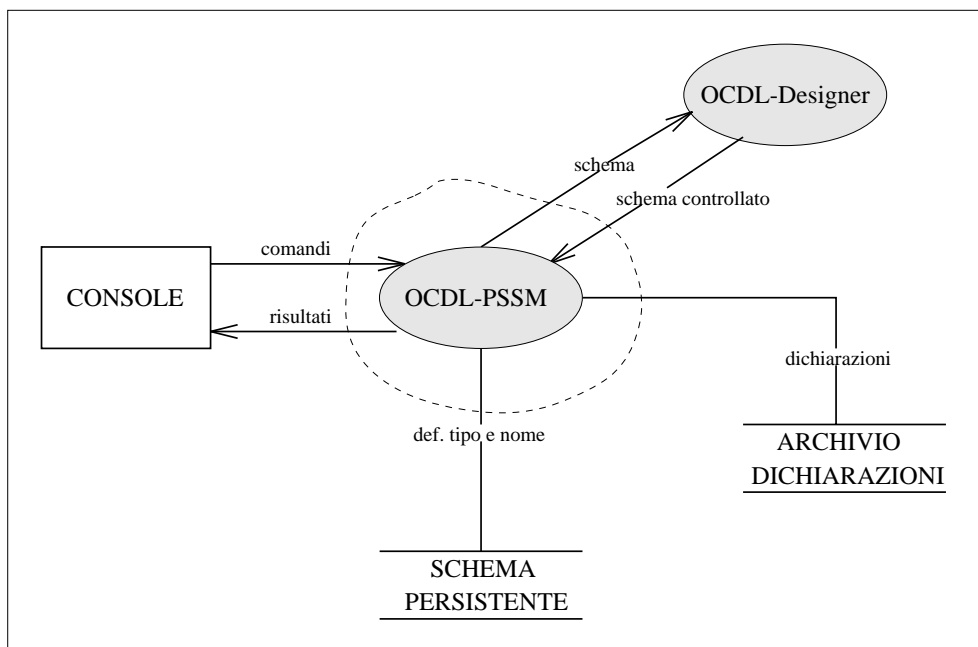 OCDL-Designer
schema
schema controllato
comandi
CONSOLE
OCDL-PSSM
risultati
dichiarazioni
def. tipo e nome
ARCHIVIO
DICHIARAZIONI
SCHEMA
PERSISTENTE